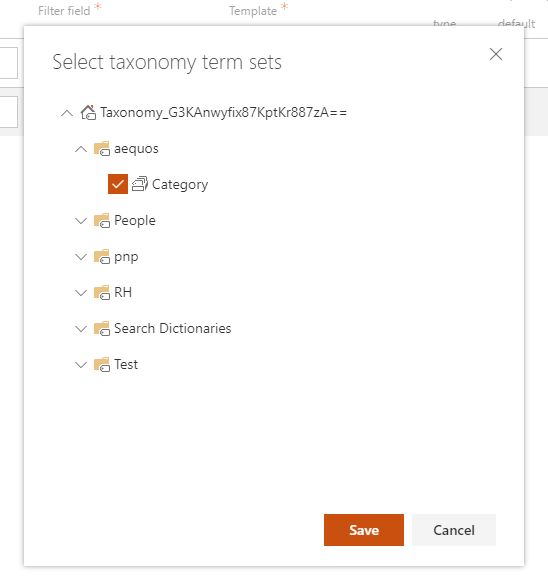 Filter field *
Template *
type
default
Select taxonomy term sets
Taxonomy_G3KAnwyfix87KptKr887zA==
aequos
Category
People
pnp
RH
Search Dictionaries
Test
Save
Cancel